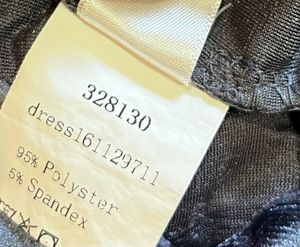 328130
dress161129711
95% Polyster
5% Spandex